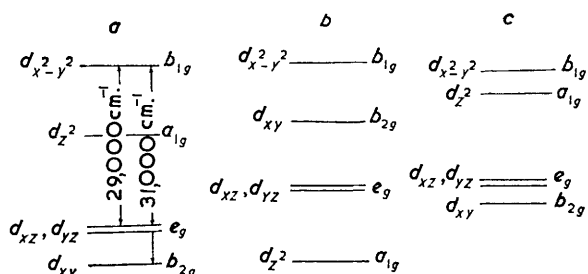 a
d_{x^2-y^2} b_{1g}
29,000 cm.^{-1}
31,000 cm.^{-1}
d_{z^2} a_{1g}
d_{xz}, d_{yz} e_g
d_{xy} b_{2g}
b
d_{x^2-y^2} b_{1g}
d_{xy} b_{2g}
d_{xz}, d_{yz} e_g
d_{z^2} a_{1g}
c
d_{x^2-y^2} b_{1g}
d_{z^2} a_{1g}
d_{xz}, d_{yz} e_g
d_{xy} b_{2g}